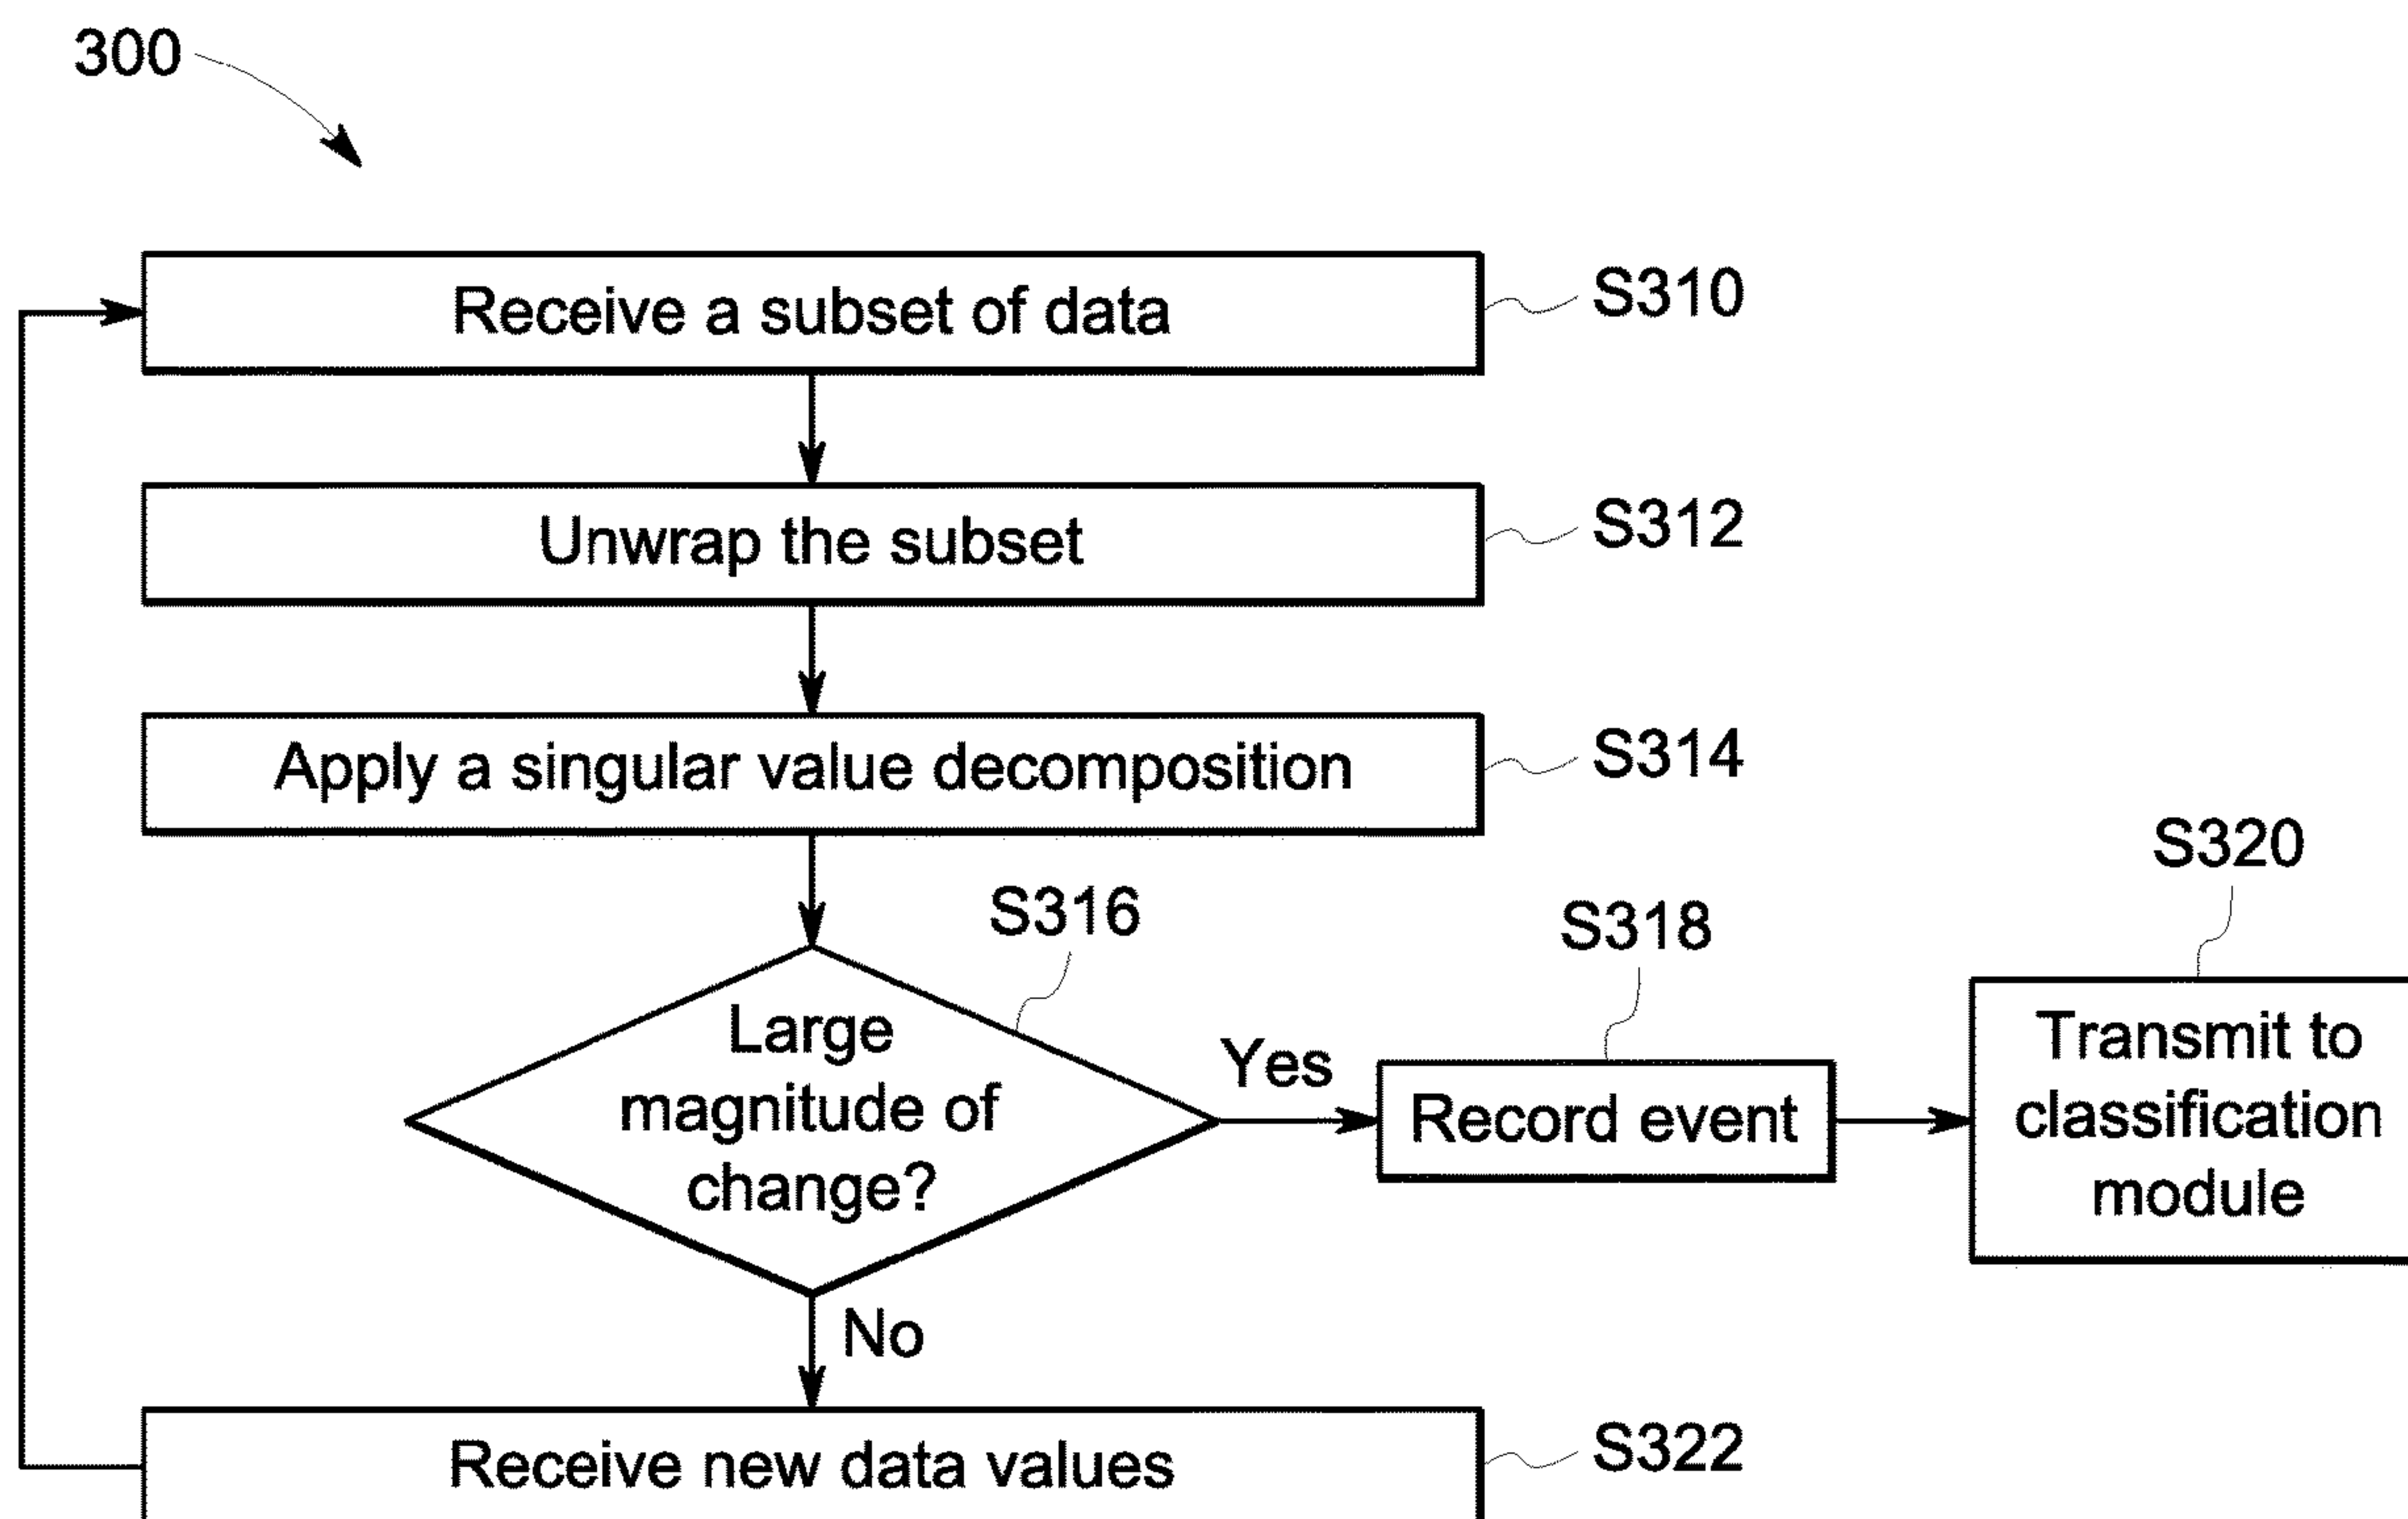 300
Receive a subset of data
S310
Unwrap the subset
S312
Apply a singular value decomposition
S314
Large
magnitude of
change?
S316
Yes
Record event
S318
Transmit to
classification
module
S320
No
Receive new data values
S322